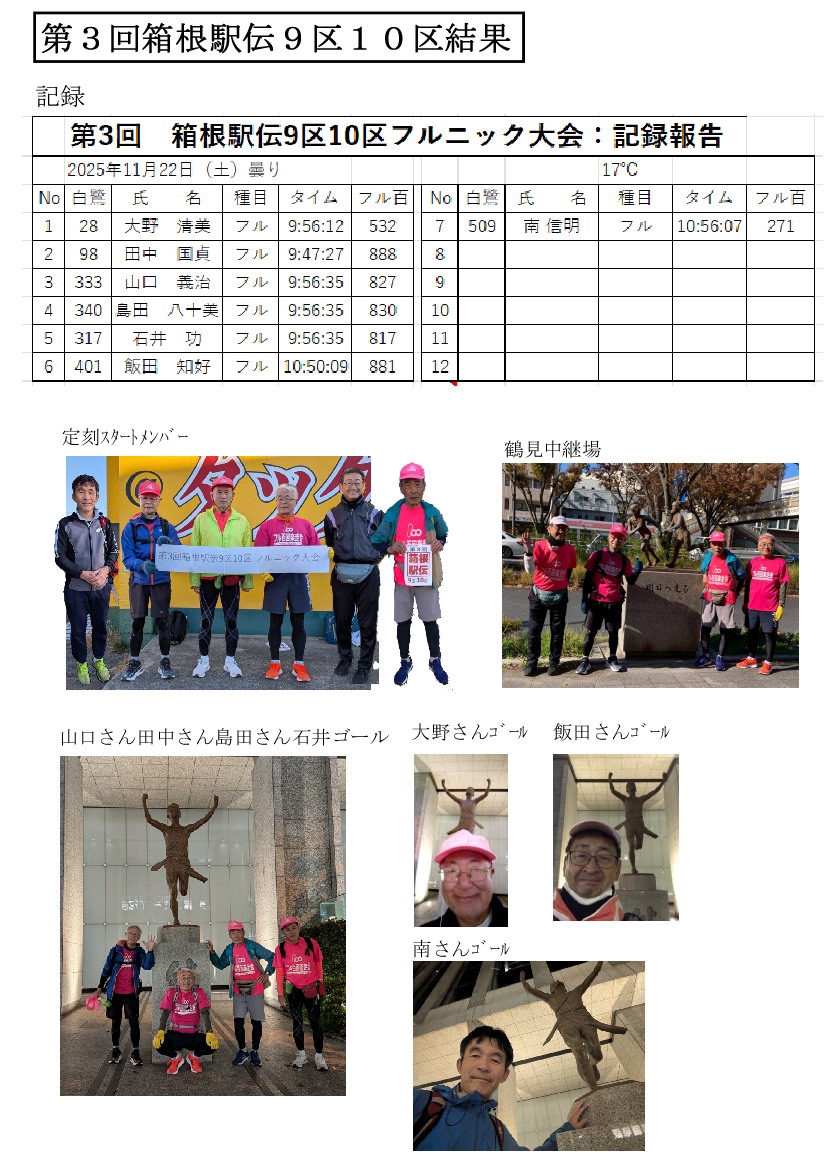 第３回箱根駅伝９区１０区結果
記録
第3回　箱根駅伝9区10区フルニック大会：記録報告
2025年11月22日（土）曇り　17℃
No 白鷺 氏　名 種目 タイム フル百 No 白鷺 氏　名 種目 タイム フル百
1 28 大野　清美 フル 9:56:12 532 7 509 南 信明 フル 10:56:07 271
2 98 田中　国貞 フル 9:47:27 888 8
3 333 山口　義治 フル 9:56:35 827 9
4 340 島田　八十美 フル 9:56:35 830 10
5 317 石井　功 フル 9:56:35 817 11
6 401 飯田　知好 フル 10:50:09 881 12
定刻ｽﾀｰﾄﾒﾝﾊﾞｰ
鶴見中継場
タッタ
第3回箱根駅伝9区10区フルニック大会
第3回
箱根
駅伝
9区10区
山口さん田中さん島田さん石井ゴール
大野さんｺﾞｰﾙ
飯田さんｺﾞｰﾙ
南さんｺﾞｰﾙ